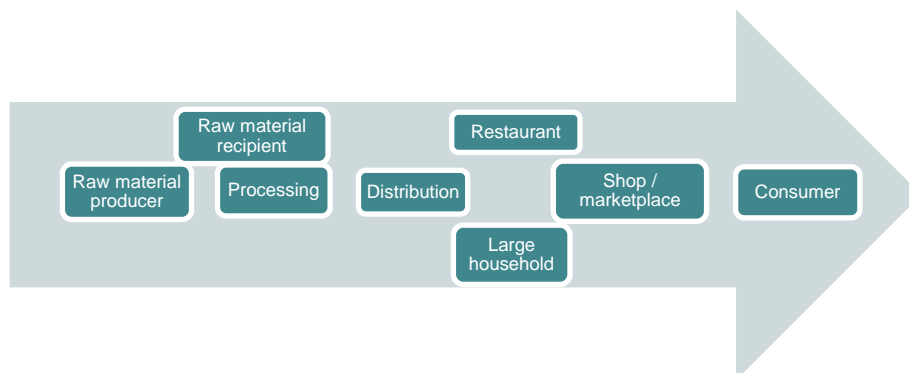 Raw material
recipient
Restaurant
Raw material
producer
Processing
Distribution
Shop /
marketplace
Consumer
Large
household